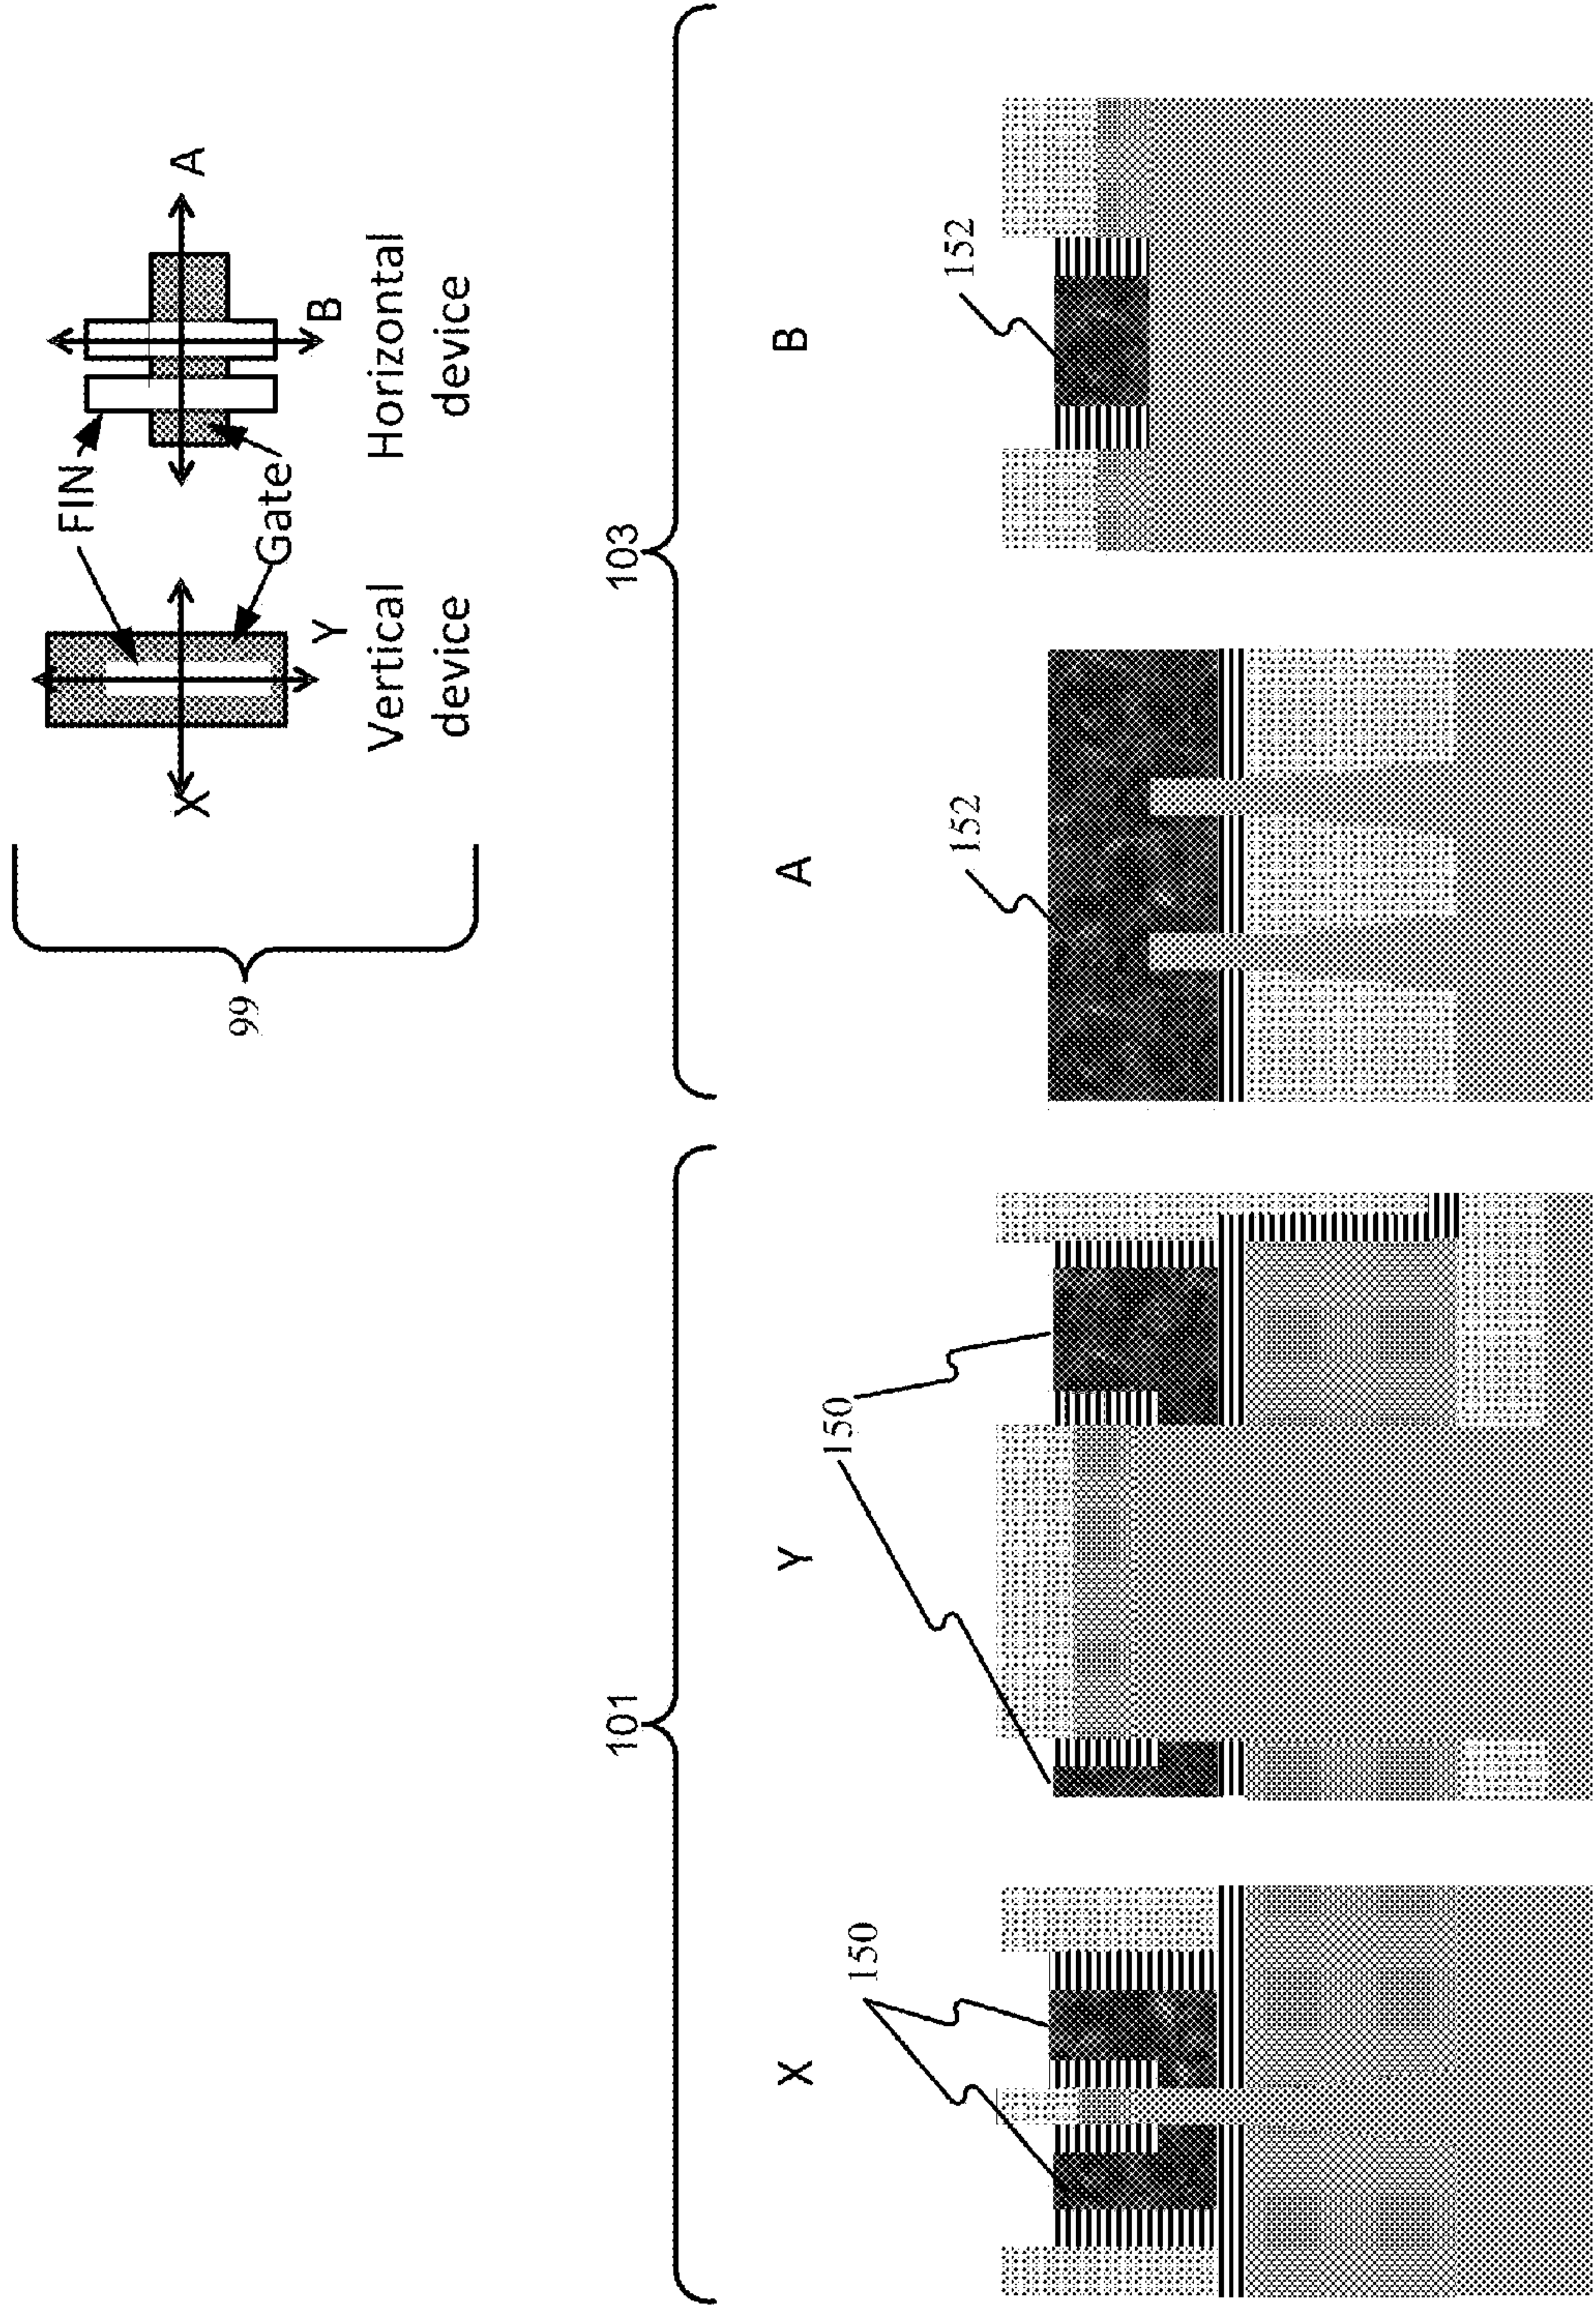 99
X
Y
Vertical
device
FIN
Gate
A
B
Horizontal
device
101
103
X
Y
A
B
150
150
152
152